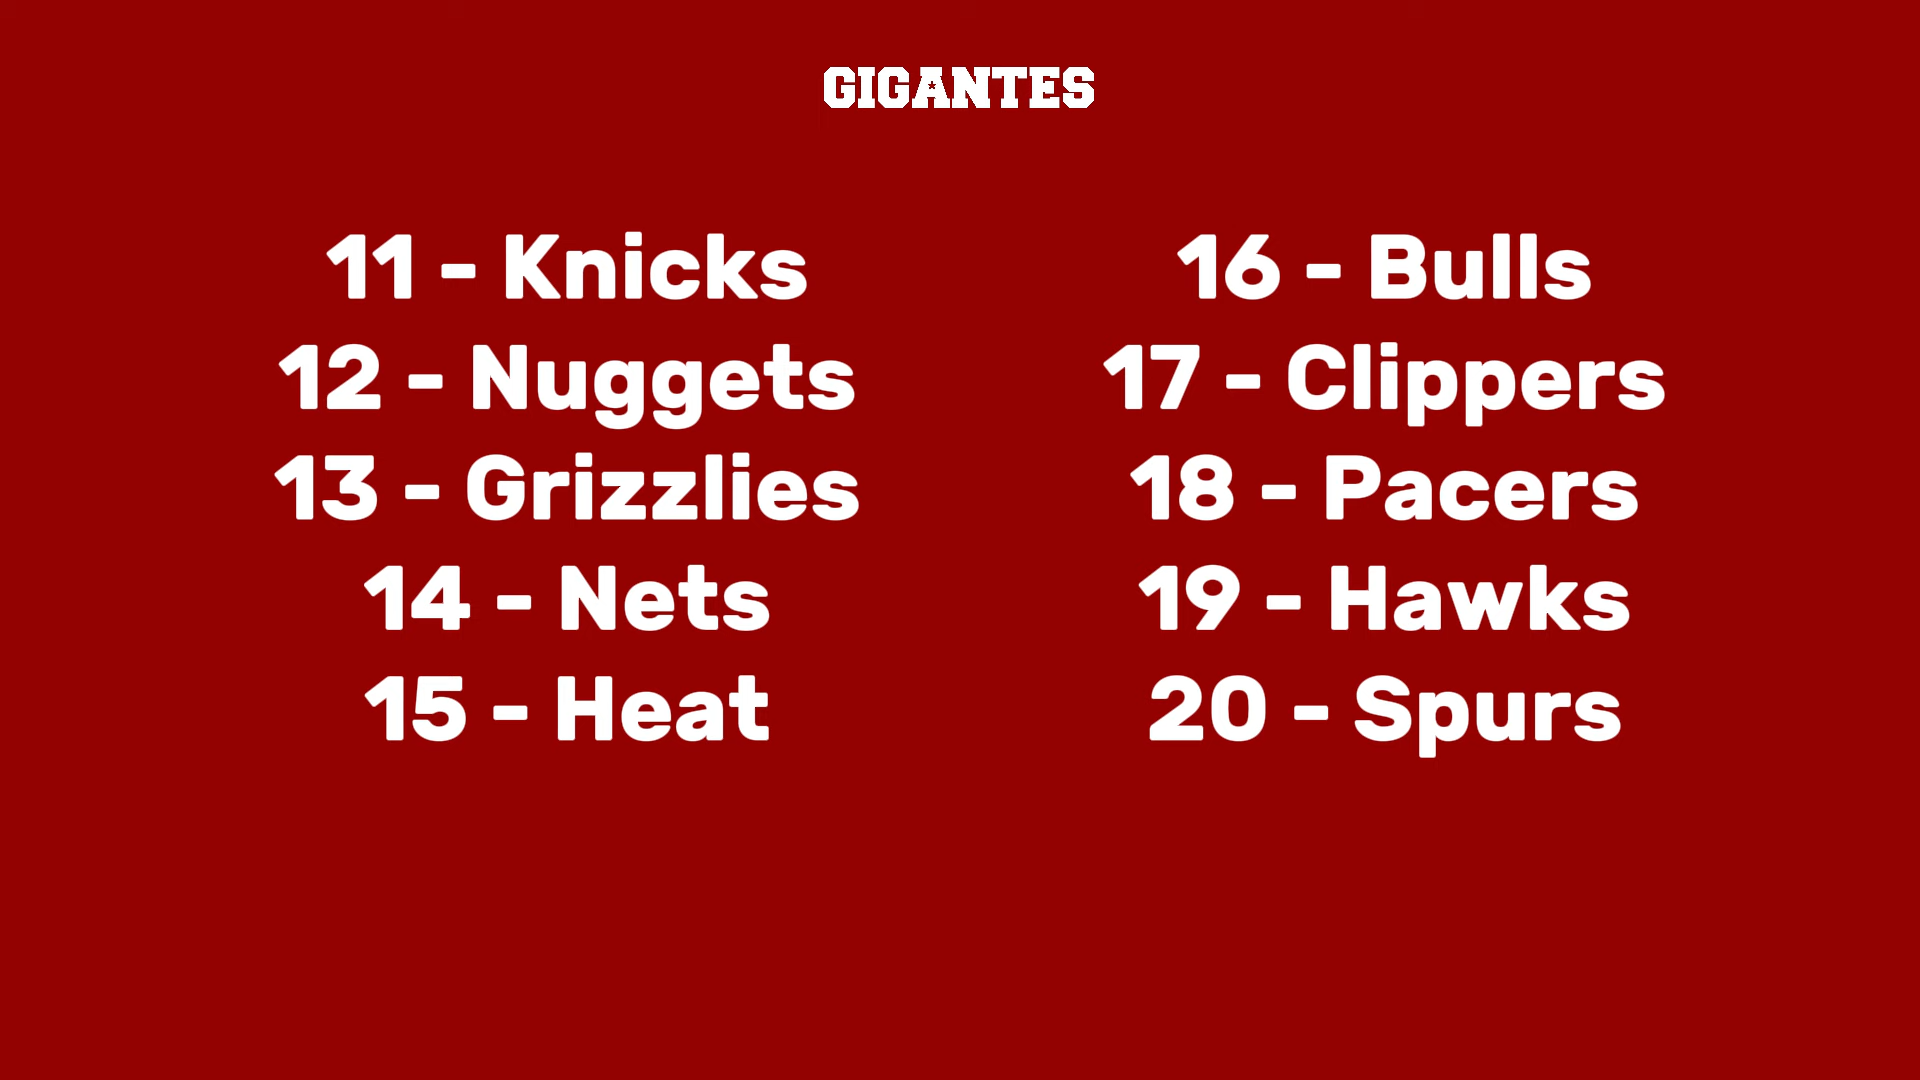 GIGANTES
11 - Knicks
12 - Nuggets
13 - Grizzlies
14 - Nets
15 - Heat
16 - Bulls
17 - Clippers
18 - Pacers
19 - Hawks
20 - Spurs